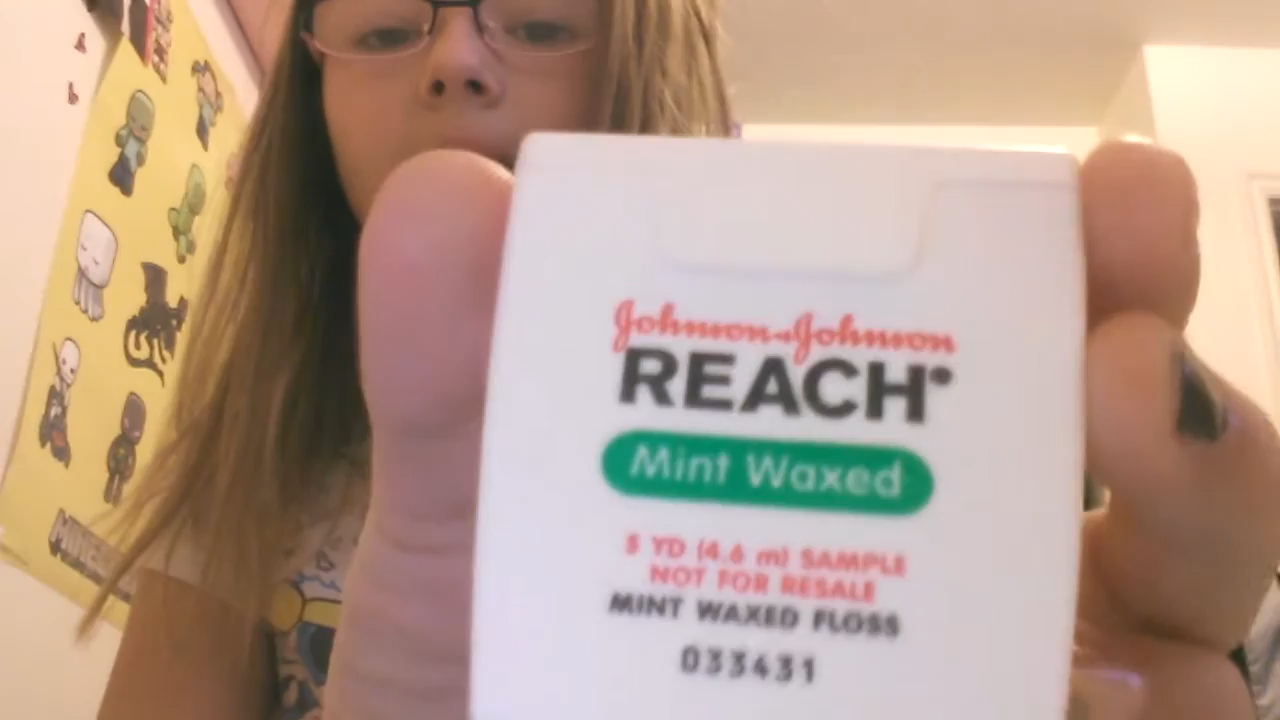 Johnson & Johnson
REACH®
Mint Waxed
5 YD (4.6 m) SAMPLE
NOT FOR RESALE
MINT WAXED FLOSS
033431